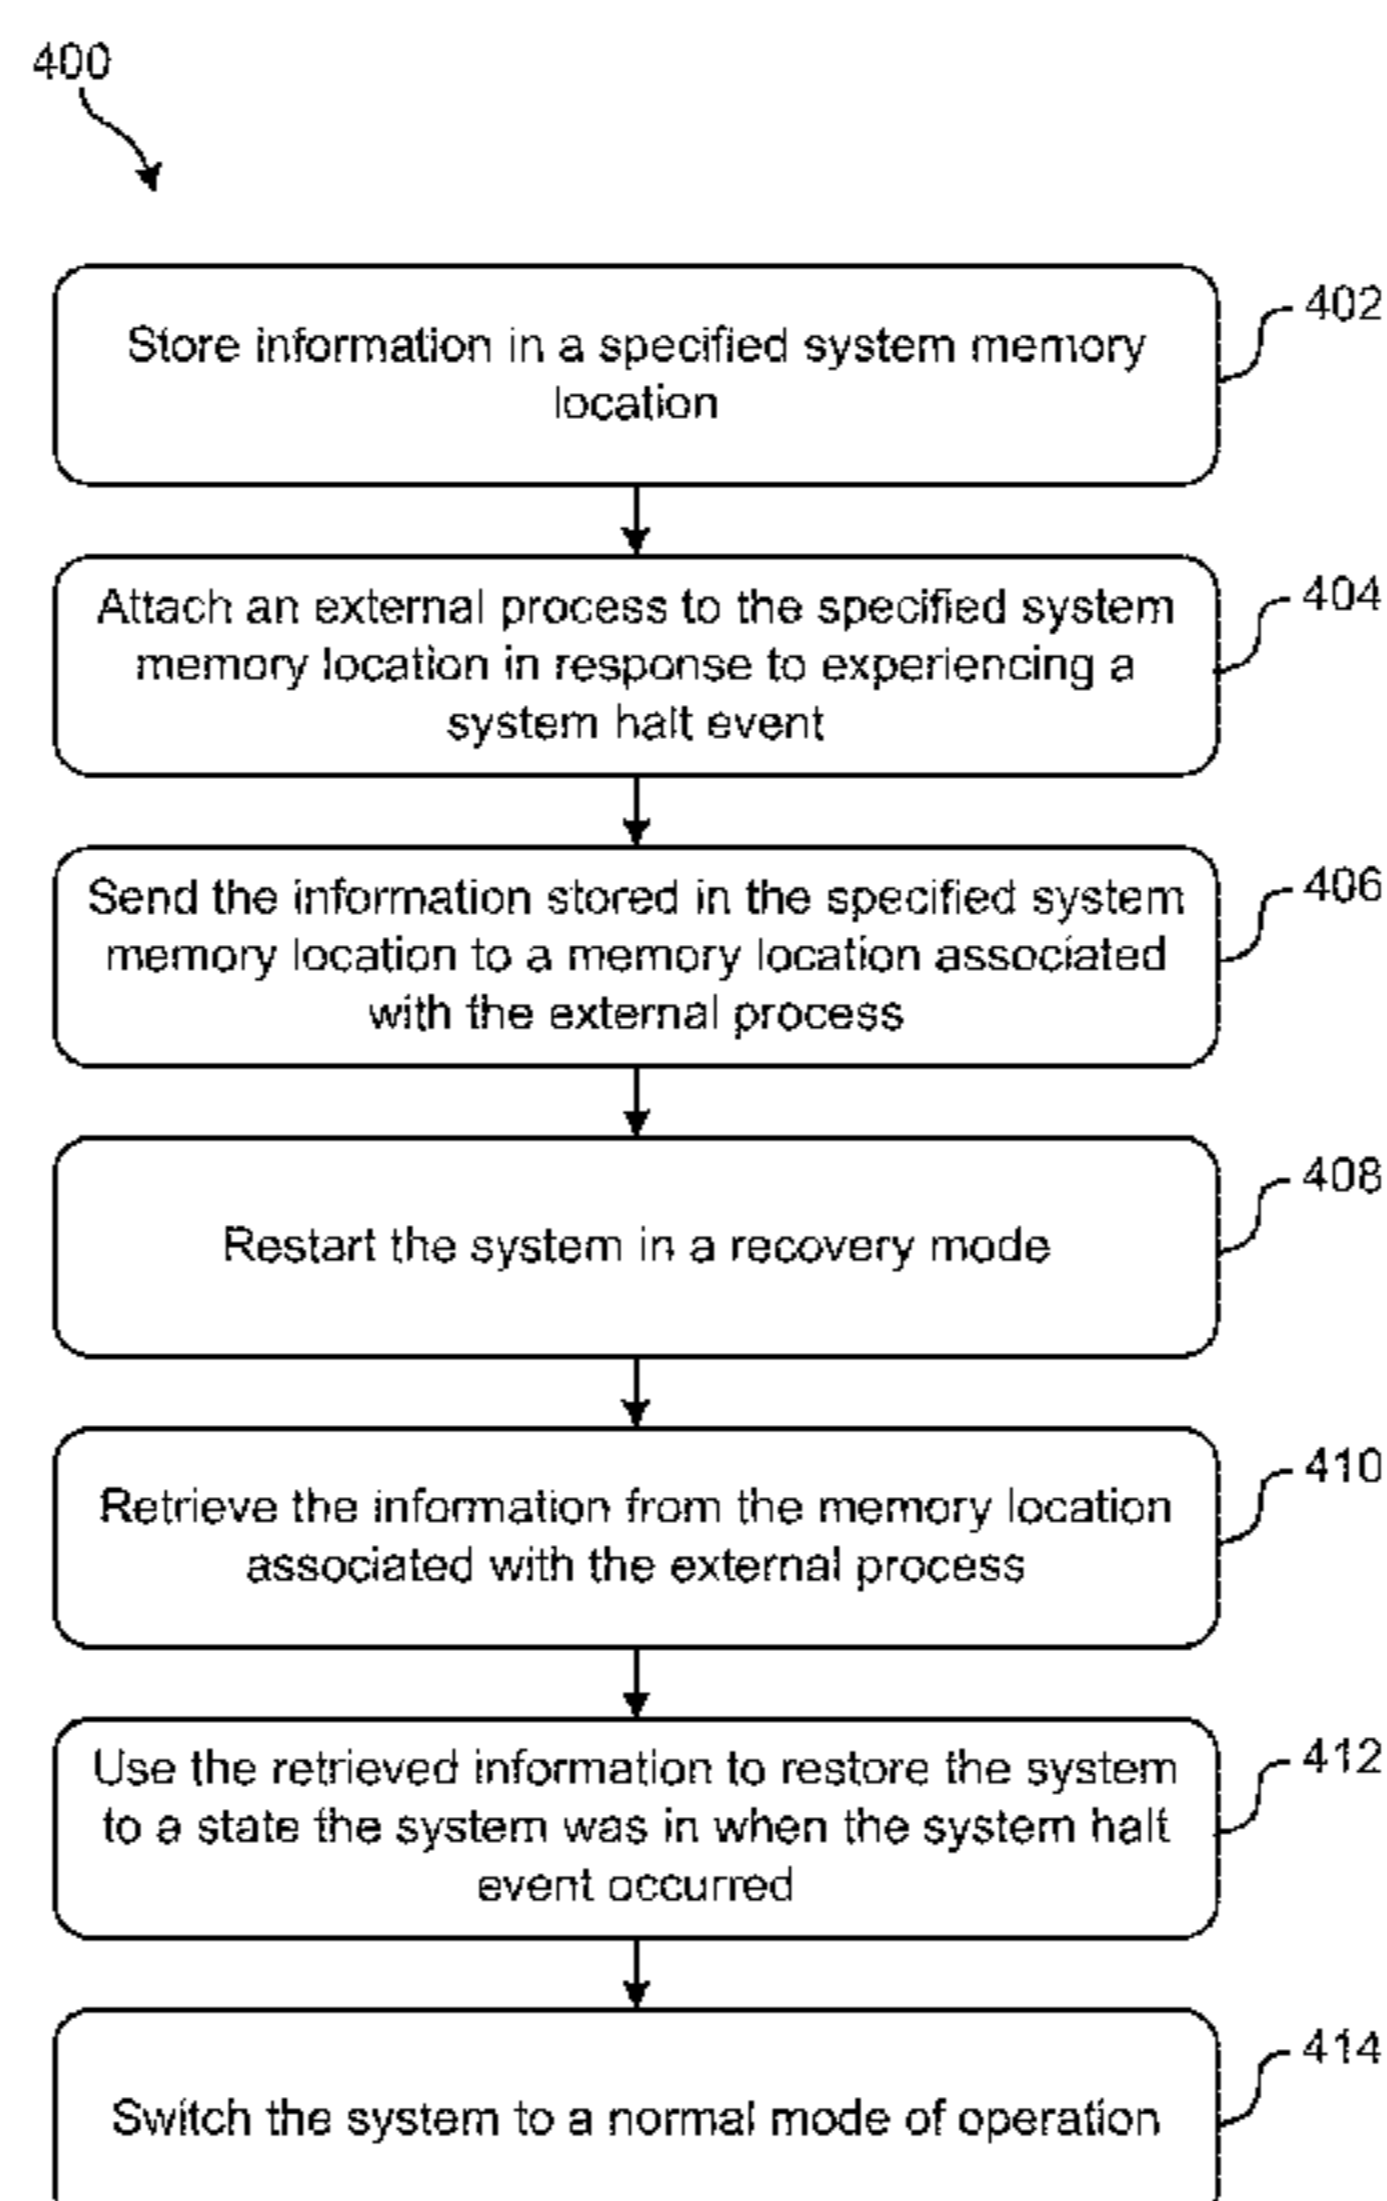 400
Store information in a specified system memory
location
402
Attach an external process to the specified system
memory location in response to experiencing a
system halt event
404
Send the information stored in the specified system
memory location to a memory location associated
with the external process
406
Restart the system in a recovery mode
408
Retrieve the information from the memory location
associated with the external process
410
Use the retrieved information to restore the system
to a state the system was in when the system halt
event occurred
412
Switch the system to a normal mode of operation
414